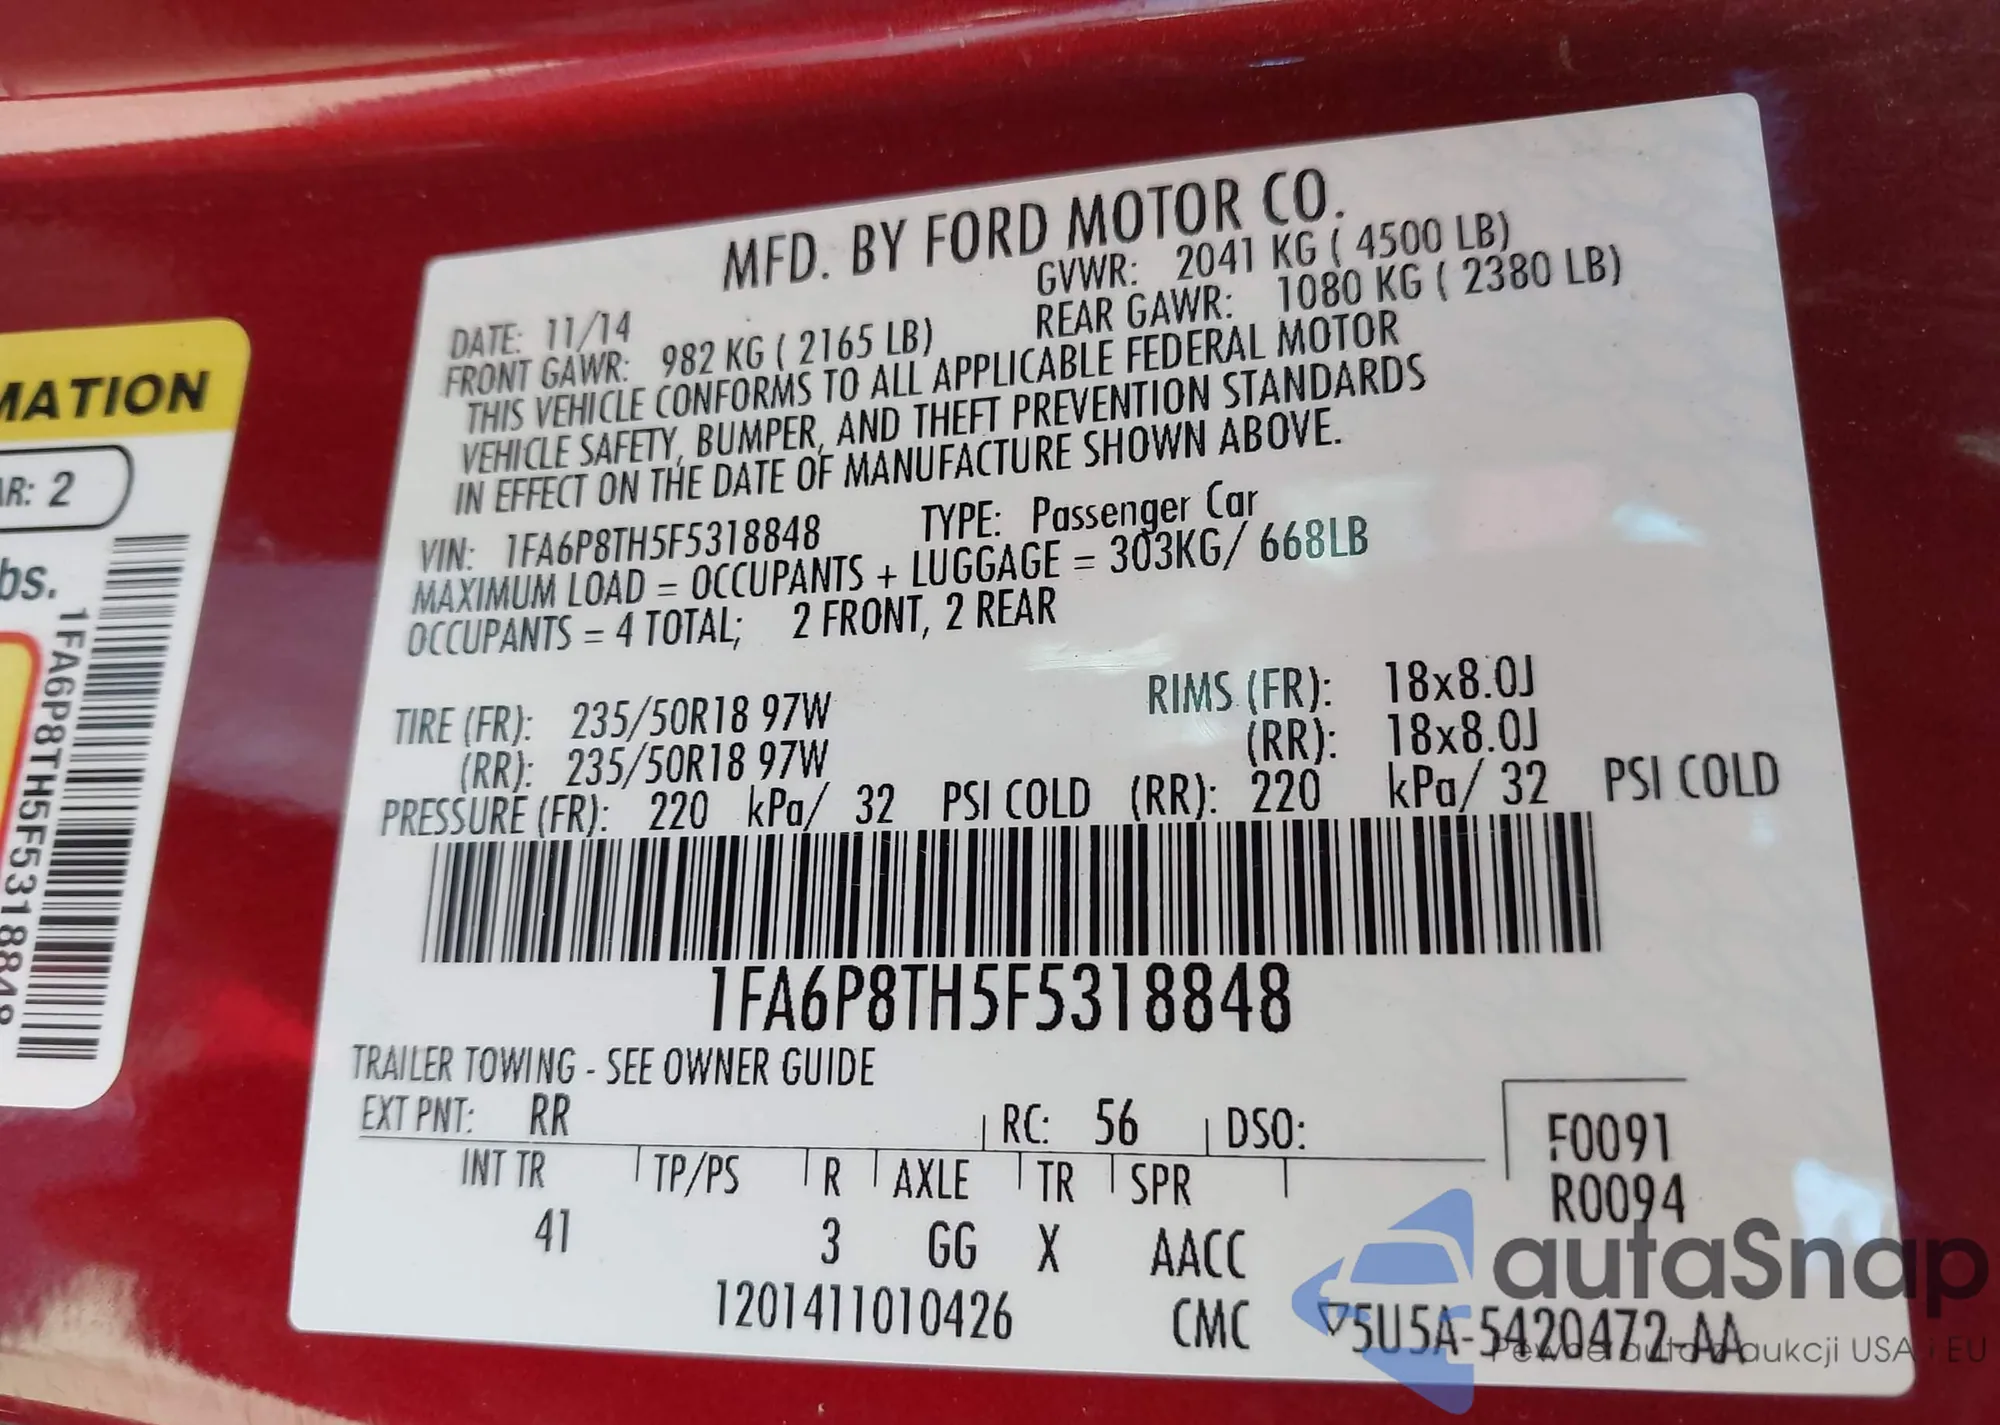 MFD. BY FORD MOTOR CO.
DATE: 11/14 GVWR: 2041 KG ( 4500 LB)
FRONT GAWR: 982 KG ( 2165 LB) REAR GAWR: 1080 KG ( 2380 LB)
THIS VEHICLE CONFORMS TO ALL APPLICABLE FEDERAL MOTOR
VEHICLE SAFETY, BUMPER, AND THEFT PREVENTION STANDARDS
IN EFFECT ON THE DATE OF MANUFACTURE SHOWN ABOVE.
VIN: 1FA6P8TH5F5318848 TYPE: Passenger Car
MAXIMUM LOAD = OCCUPANTS + LUGGAGE = 303KG/ 668LB
OCCUPANTS = 4 TOTAL; 2 FRONT, 2 REAR
TIRE (FR): 235/50R18 97W RIMS (FR): 18x8.0J
(RR): 235/50R18 97W (RR): 18x8.0J
PRESSURE (FR): 220 kPa/ 32 PSI COLD (RR): 220 kPa/ 32 PSI COLD
1FA6P8TH5F5318848
TRAILER TOWING - SEE OWNER GUIDE
EXT PNT: RR RC: 56 DSO: F0091
R0094
INT TR TP/PS R AXLE TR SPR
41 3 GG X AACC
1201411010426 CMC ▽5U5A-5420472-AA
MATION
AR: 2
bs.
1FA6P8TH5F5318848
autaSnap
Pewne auta z aukcji USA i EU